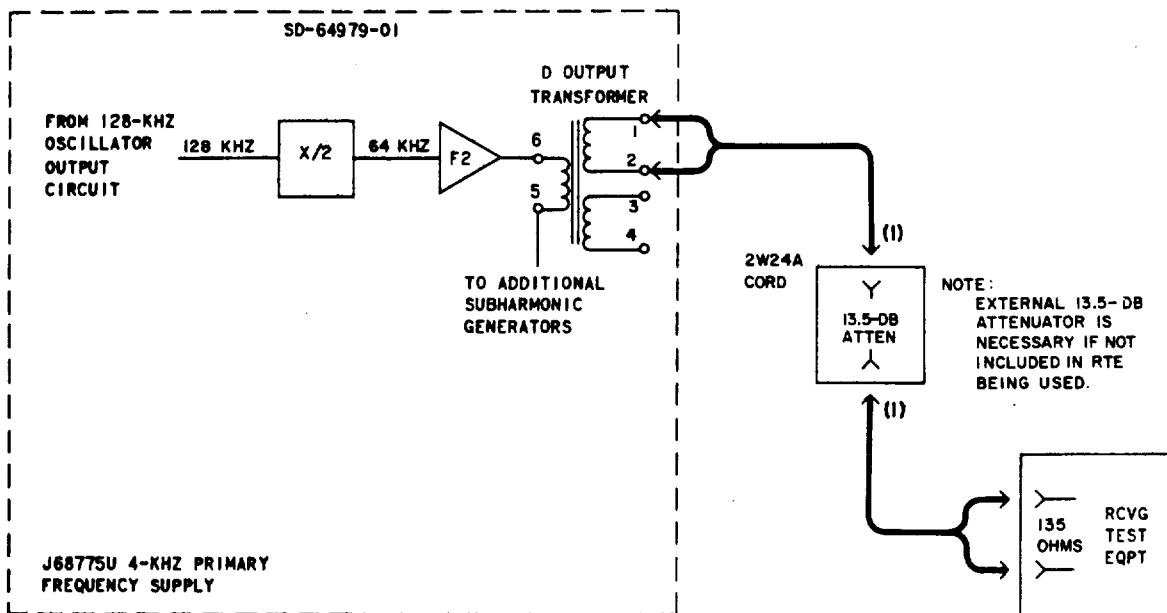 SD-64979-01
D OUTPUT
TRANSFORMER
FROM 128-KHZ
OSCILLATOR
OUTPUT
CIRCUIT
128 KHZ
X/2
64 KHZ
F2
6
5
1
2
3
4
TO ADDITIONAL
SUBHARMONIC
GENERATORS
(1)
2W24A
CORD
13.5-DB
ATTEN
NOTE:
EXTERNAL 13.5-DB
ATTENUATOR IS
NECESSARY IF NOT
INCLUDED IN RTE
BEING USED.
(1)
135
OHMS
RCVG
TEST
EQPT
J68775U 4-KHZ PRIMARY
FREQUENCY SUPPLY